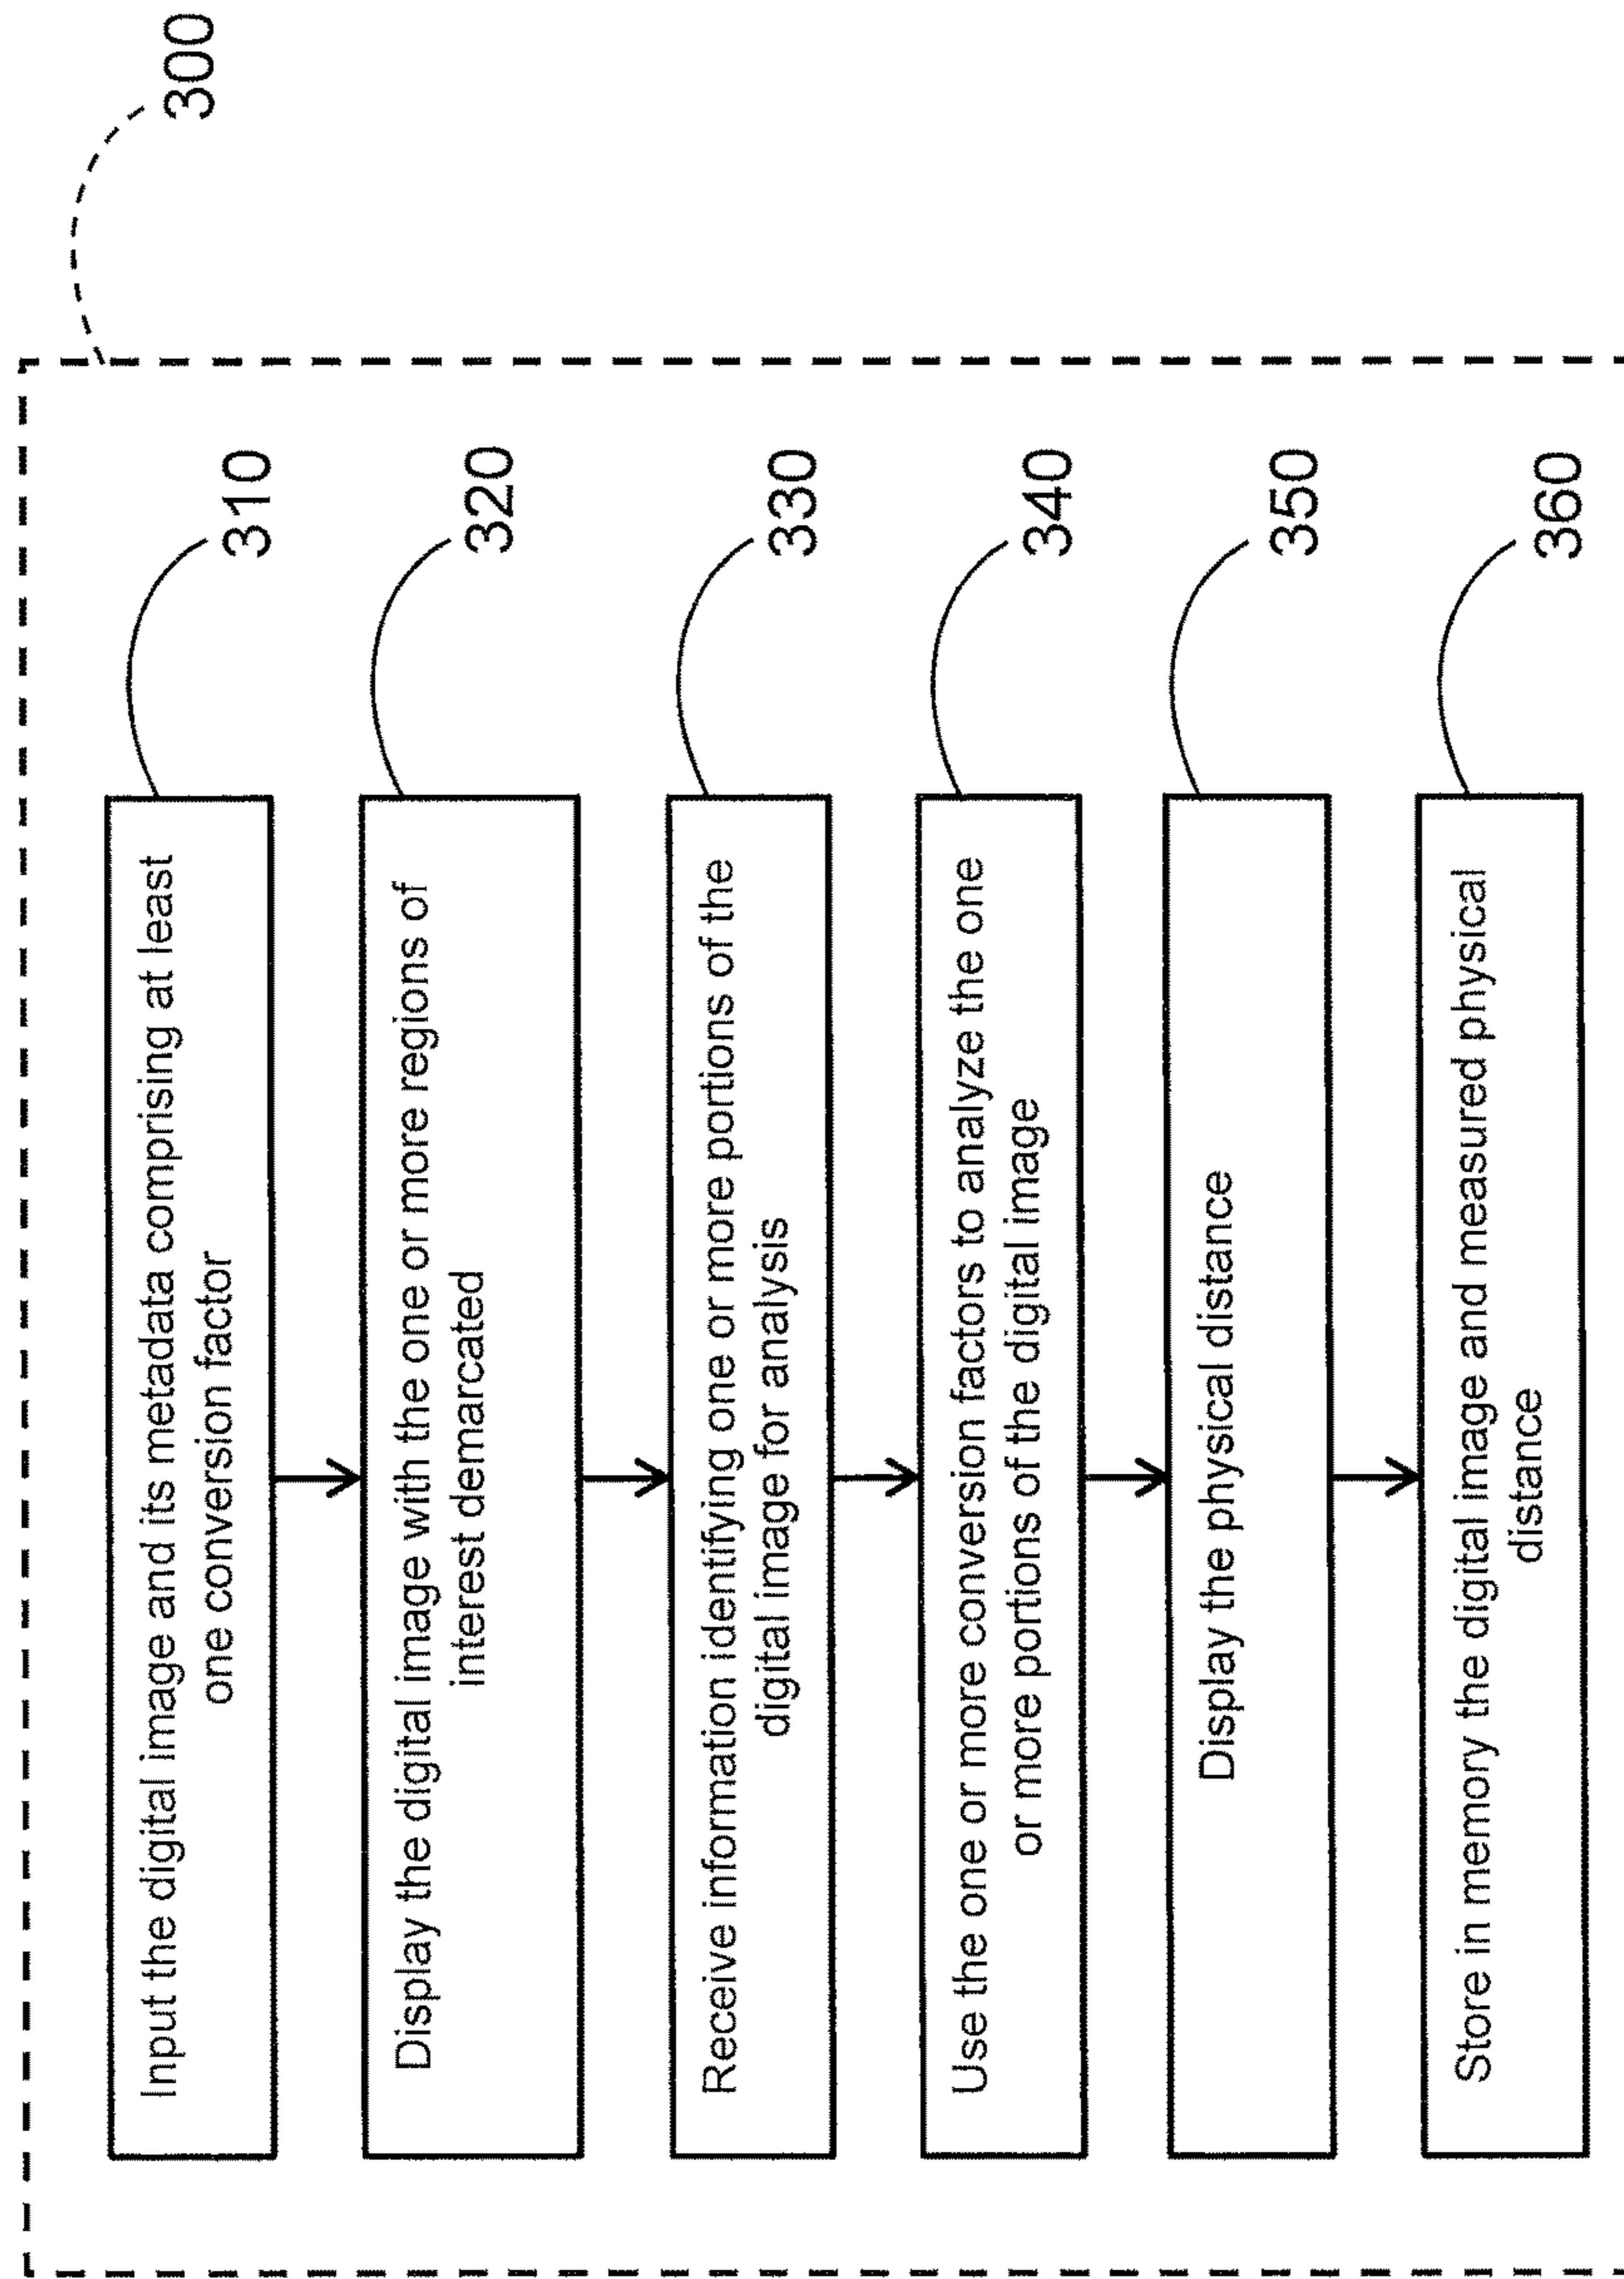 300
Input the digital image and its metadata comprising at least
one conversion factor
310
Display the digital image with the one or more regions of
interest demarcated
320
Receive information identifying one or more portions of the
digital image for analysis
330
Use the one or more conversion factors to analyze the one
or more portions of the digital image
340
Display the physical distance
350
Store in memory the digital image and measured physical
distance
360